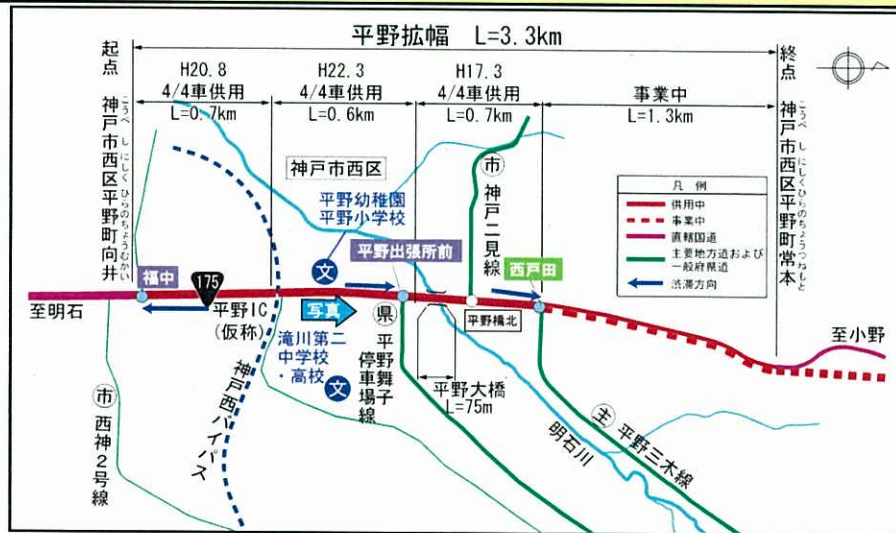 平野拡幅 L=3.3km
起点 神戸市西区平野町向井
こうべしにしくひらのちょうむかい
終点 神戸市西区平野町常本
こうべしにしくひらのちょうつねもと
H20.8
4/4車供用
L=0.7km
H22.3
4/4車供用
L=0.6km
H17.3
4/4車供用
L=0.7km
事業中
L=1.3km
神戸市西区
平野幼稚園
平野小学校
文
市 神戸二見線
凡例
供用中
事業中
直轄国道
主要地方道および
一般府県道
渋滞方向
福中
175
平野出張所前
西戸田
至明石
平野IC
(仮称)
写真
県 平野舞子
停車場線
平野橋北
至小野
滝川第二
中学校
・高校
文
平野大橋
L=75m
市 西神2号線
神戸西バイパス
明石川
主 平野三木線